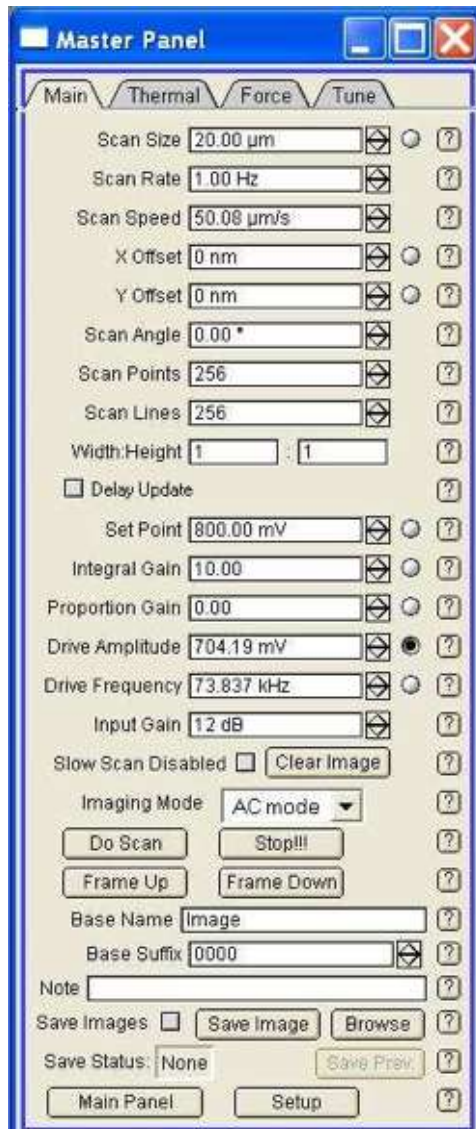 Master Panel
Main Thermal Force Tune
Scan Size 20.00 µm ?
Scan Rate 1.00 Hz ?
Scan Speed 50.08 µm/s ?
X Offset 0 nm ?
Y Offset 0 nm ?
Scan Angle 0.00 ° ?
Scan Points 256 ?
Scan Lines 256 ?
Width:Height 1 : 1 ?
Delay Update ?
Set Point 800.00 mV ?
Integral Gain 10.00 ?
Proportion Gain 0.00 ?
Drive Amplitude 704.19 mV ?
Drive Frequency 73.837 kHz ?
Input Gain 12 dB ?
Slow Scan Disabled Clear Image ?
Imaging Mode AC mode ?
Do Scan Stop!!! ?
Frame Up Frame Down ?
Base Name Image ?
Base Suffix 0000 ?
Note ?
Save Images Save Image Browse ?
Save Status: None Save Prev. ?
Main Panel Setup ?